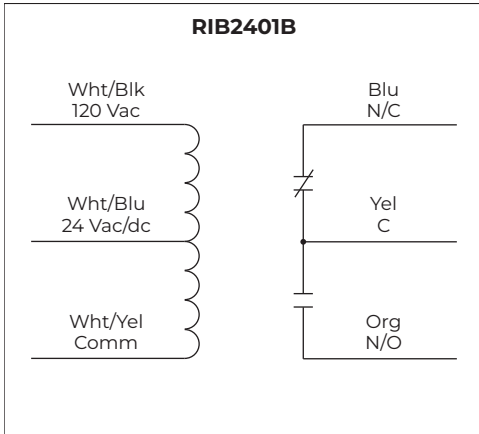 RIB2401B
Wht/Blk
120 Vac
Blu
N/C
Wht/Blu
24 Vac/dc
Yel
C
Wht/Yel
Comm
Org
N/O